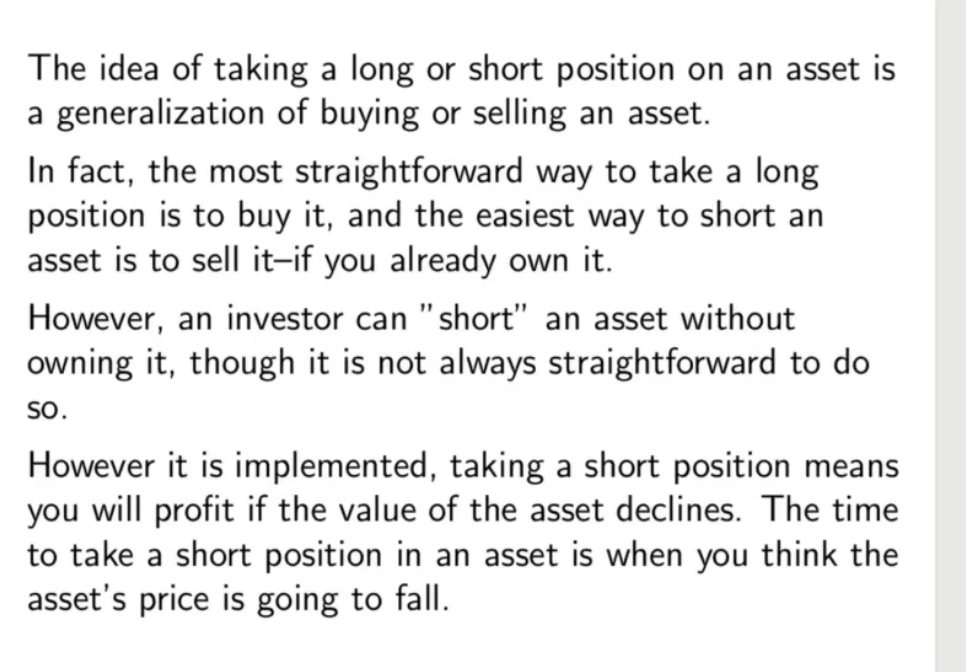 The idea of taking a long or short position on an asset is
a generalization of buying or selling an asset.
In fact, the most straightforward way to take a long
position is to buy it, and the easiest way to short an
asset is to sell it–if you already own it.
However, an investor can ”short” an asset without
owning it, though it is not always straightforward to do
so.
However it is implemented, taking a short position means
you will profit if the value of the asset declines. The time
to take a short position in an asset is when you think the
asset's price is going to fall.